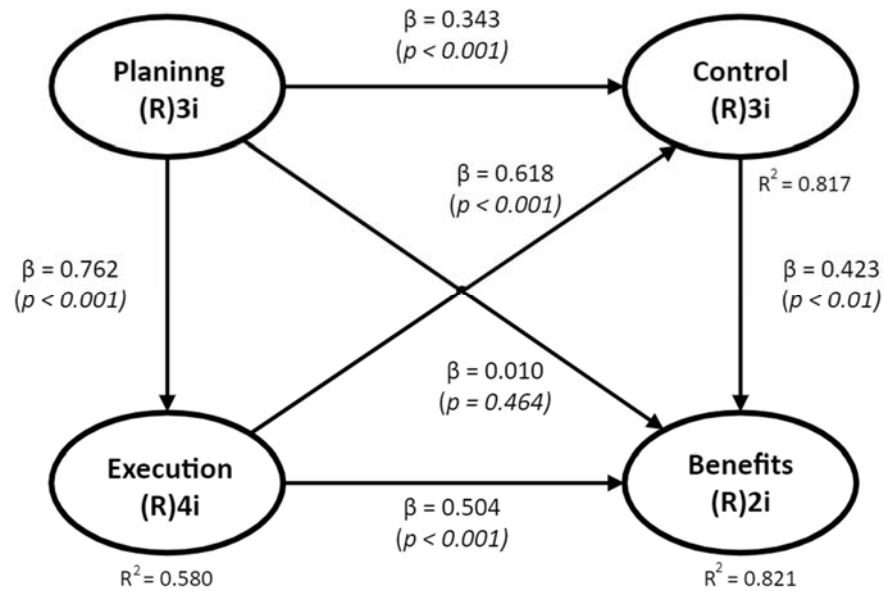 β = 0.343
(p < 0.001)
Planinng
(R)3i
Control
(R)3i
β = 0.618
(p < 0.001)
R² = 0.817
β = 0.762
(p < 0.001)
β = 0.423
(p < 0.01)
β = 0.010
(p = 0.464)
Execution
(R)4i
Benefits
(R)2i
β = 0.504
(p < 0.001)
R² = 0.580
R² = 0.821